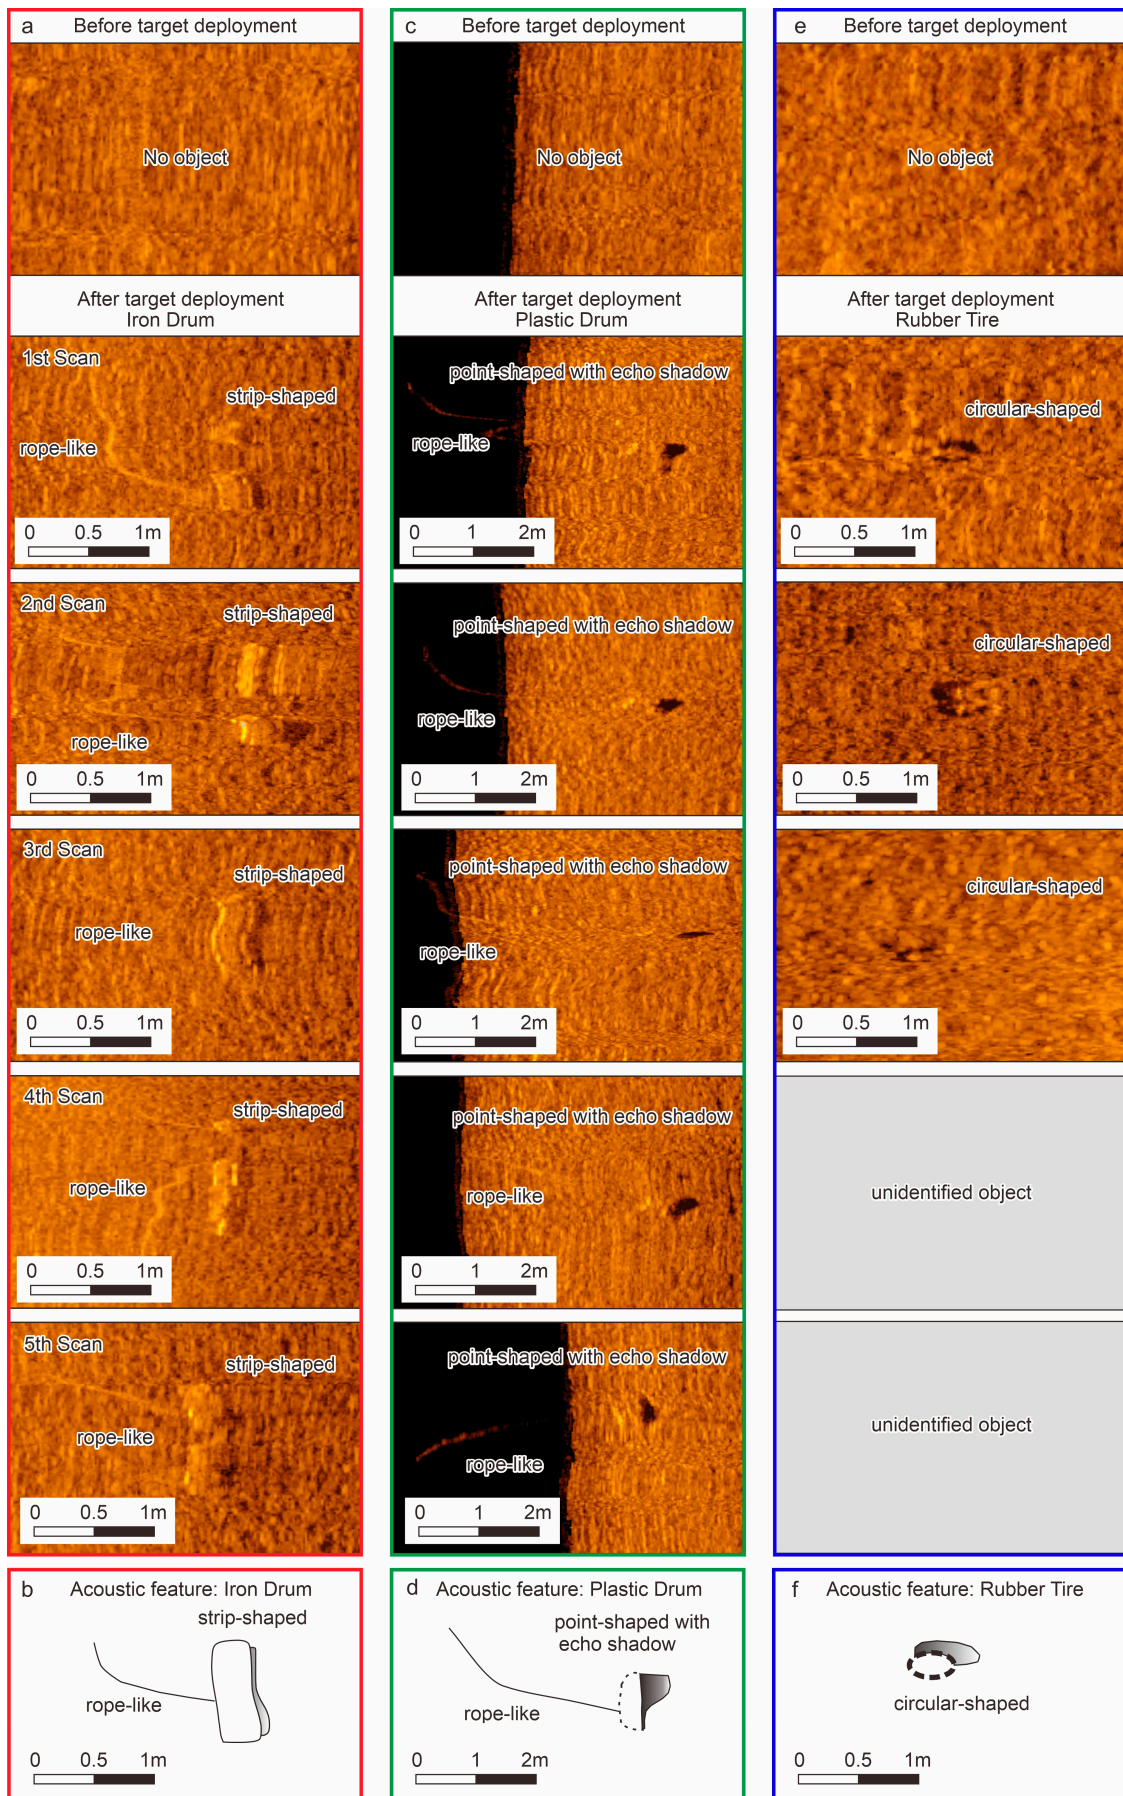 a Before target deployment
No object
After target deployment
Iron Drum
1st Scan
strip-shaped
rope-like
0 0.5 1m
2nd Scan
strip-shaped
rope-like
0 0.5 1m
3rd Scan
strip-shaped
rope-like
0 0.5 1m
4th Scan
strip-shaped
rope-like
0 0.5 1m
5th Scan
strip-shaped
rope-like
0 0.5 1m
b Acoustic feature: Iron Drum
strip-shaped
rope-like
0 0.5 1m
c Before target deployment
No object
After target deployment
Plastic Drum
point-shaped with echo shadow
rope-like
0 1 2m
point-shaped with echo shadow
rope-like
0 1 2m
point-shaped with echo shadow
rope-like
0 1 2m
point-shaped with echo shadow
rope-like
0 1 2m
point-shaped with echo shadow
rope-like
0 1 2m
d Acoustic feature: Plastic Drum
point-shaped with
echo shadow
rope-like
0 1 2m
e Before target deployment
No object
After target deployment
Rubber Tire
circular-shaped
0 0.5 1m
circular-shaped
0 0.5 1m
circular-shaped
0 0.5 1m
unidentified object
unidentified object
f Acoustic feature: Rubber Tire
circular-shaped
0 0.5 1m